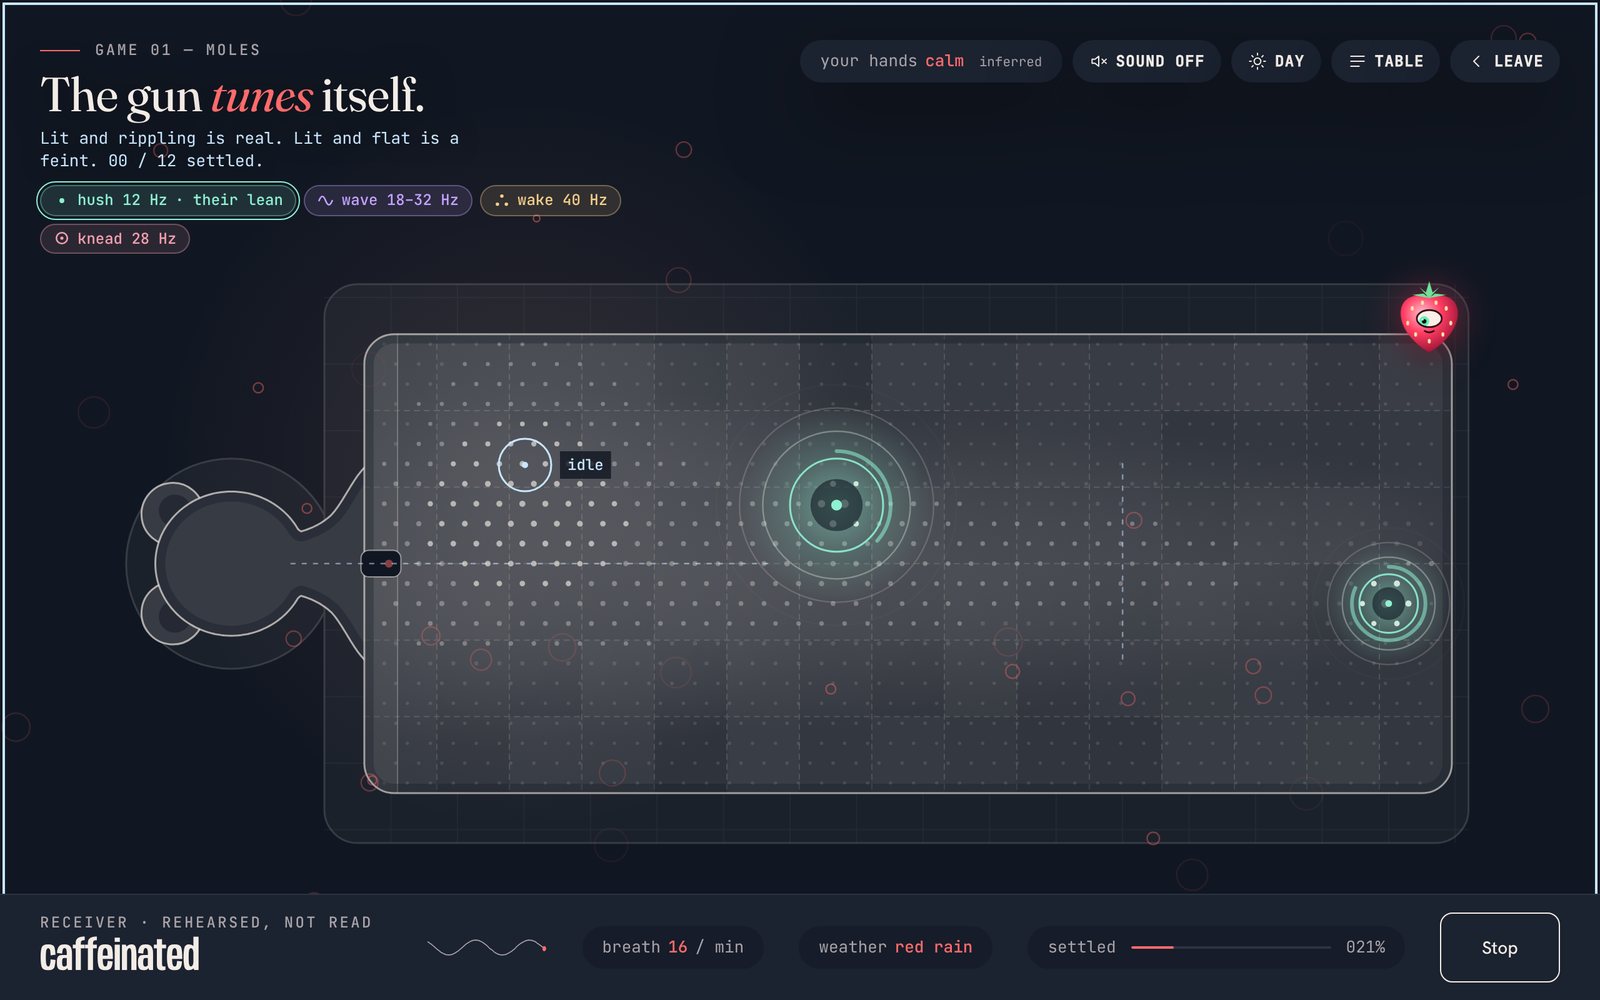 GAME 01 — MOLES
The gun tunes itself.
Lit and rippling is real. Lit and flat is a
feint. 00 / 12 settled.
hush 12 Hz · their lean
wave 18–32 Hz
wake 40 Hz
knead 28 Hz
your hands calm inferred
SOUND OFF
DAY
TABLE
LEAVE
idle
RECEIVER · REHEARSED, NOT READ
caffeinated
breath 16 / min
weather red rain
settled 021%
Stop